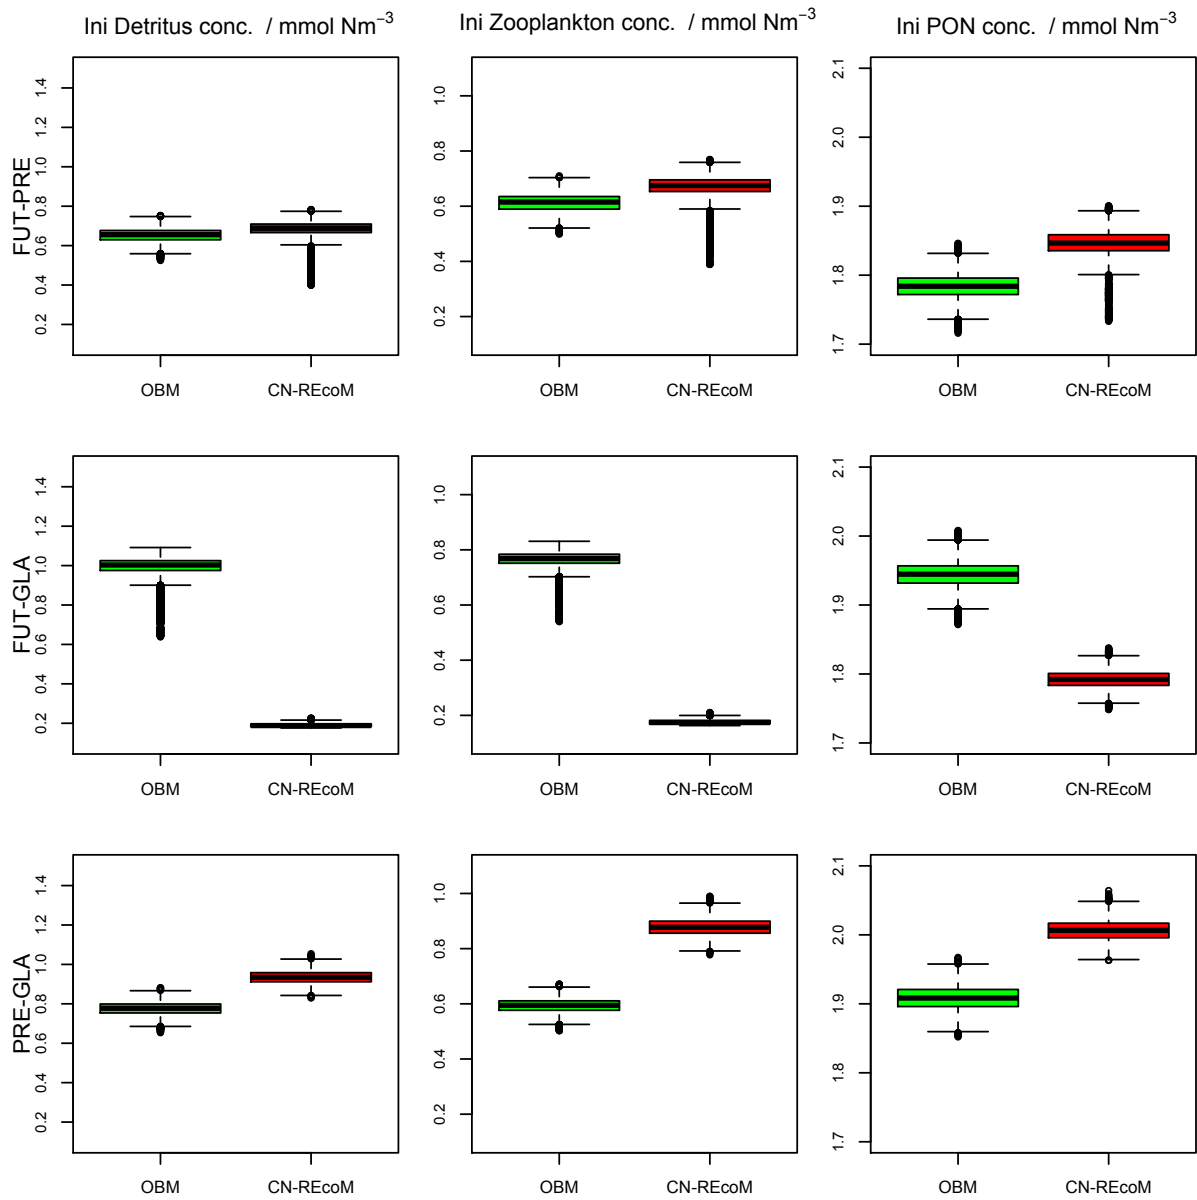 Ini Detritus conc. / mmol Nm⁻³
Ini Zooplankton conc. / mmol Nm⁻³
Ini PON conc. / mmol Nm⁻³
FUT-PRE
0.2 0.4 0.6 0.8 1.0 1.2 1.4
OBM CN-REcoM
0.2 0.4 0.6 0.8 1.0
OBM CN-REcoM
1.7 1.8 1.9 2.0 2.1
OBM CN-REcoM
FUT-GLA
0.2 0.4 0.6 0.8 1.0 1.2 1.4
OBM CN-REcoM
0.2 0.4 0.6 0.8 1.0
OBM CN-REcoM
1.7 1.8 1.9 2.0 2.1
OBM CN-REcoM
PRE-GLA
0.2 0.4 0.6 0.8 1.0 1.2 1.4
OBM CN-REcoM
0.2 0.4 0.6 0.8 1.0
OBM CN-REcoM
1.7 1.8 1.9 2.0 2.1
OBM CN-REcoM